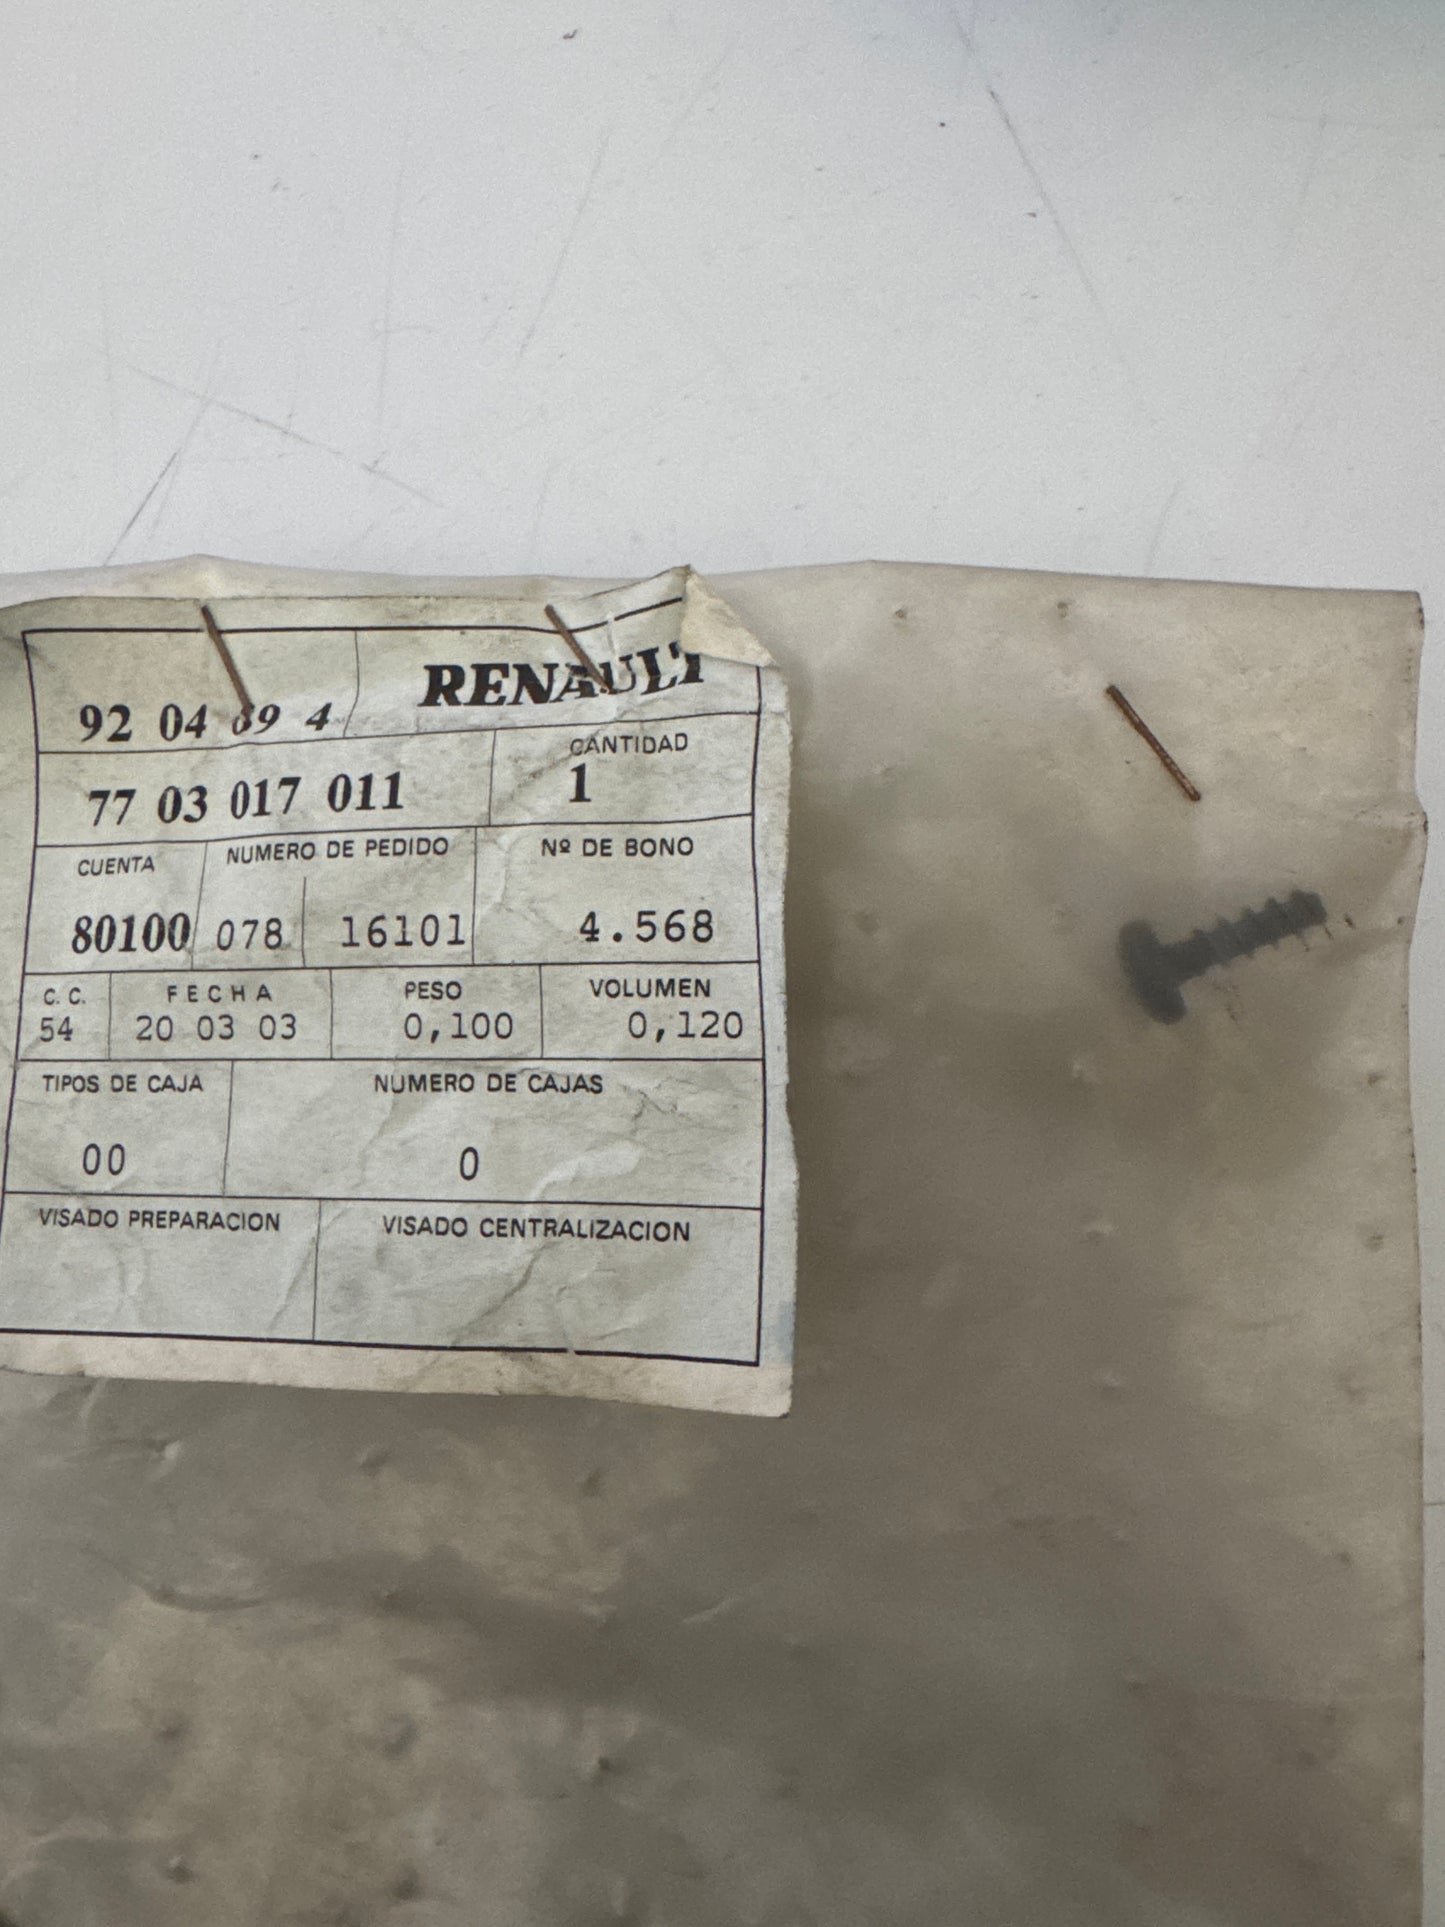 92 04 694 RENAULT
77 03 017 011
CANTIDAD
1
CUENTA NUMERO DE PEDIDO Nº DE BONO
80100 078 16101 4.568
C. C. FECHA PESO VOLUMEN
54 20 03 03 0,100 0,120
TIPOS DE CAJA NUMERO DE CAJAS
00 0
VISADO PREPARACION VISADO CENTRALIZACION